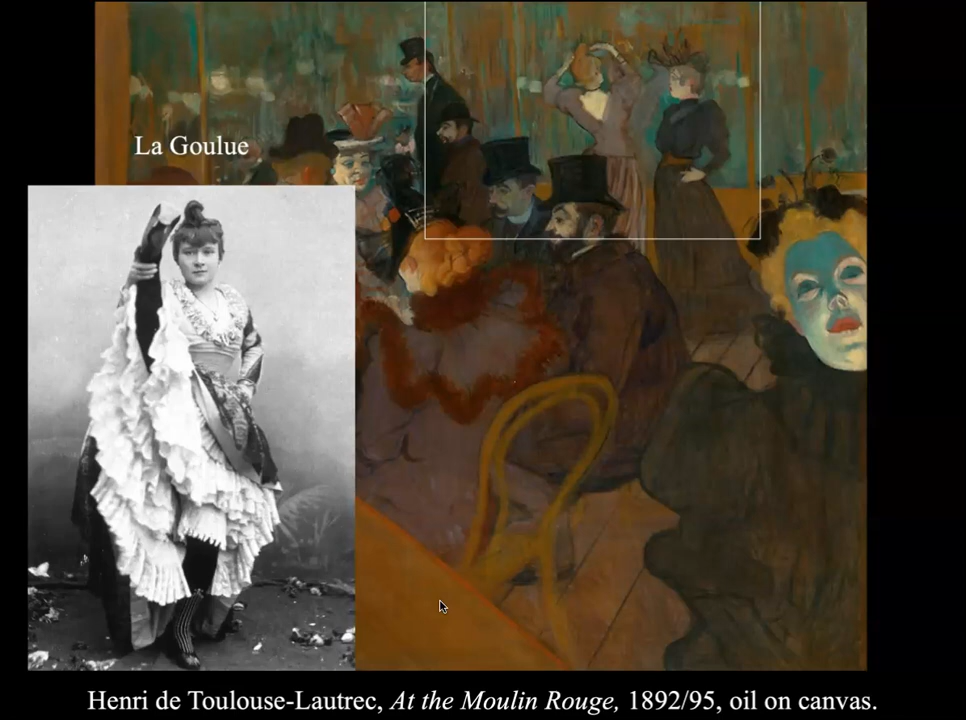 La Goulue
Henri de Toulouse-Lautrec, At the Moulin Rouge, 1892/95, oil on canvas.